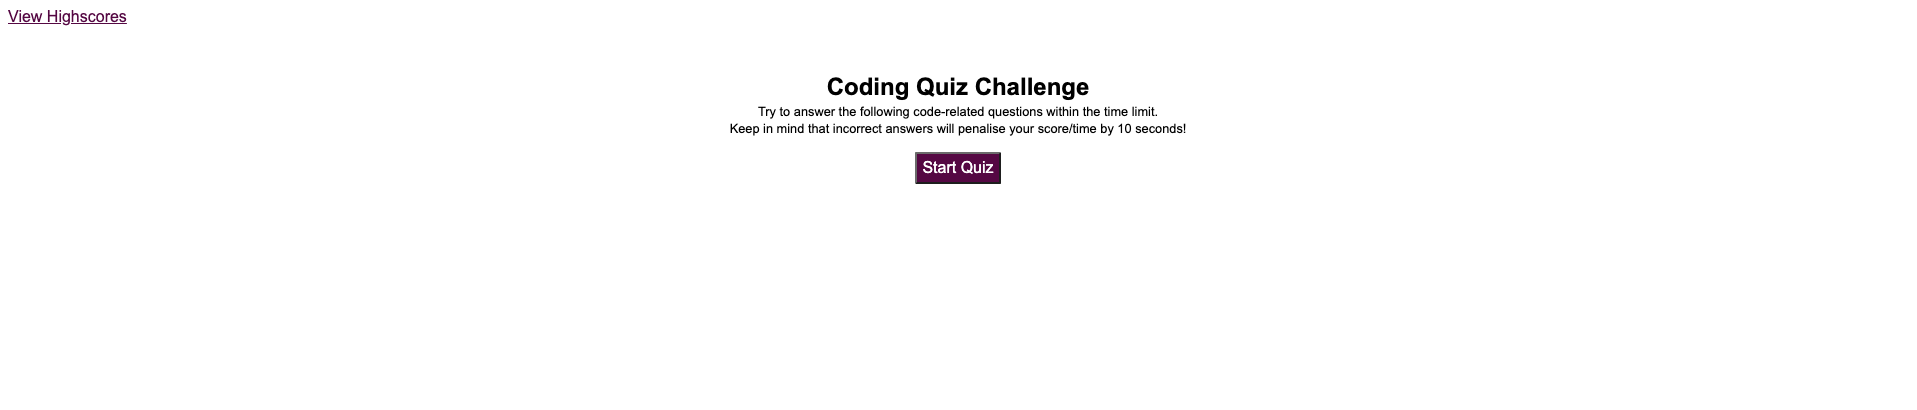 View Highscores
Coding Quiz Challenge
Try to answer the following code-related questions within the time limit.
Keep in mind that incorrect answers will penalise your score/time by 10 seconds!
Start Quiz